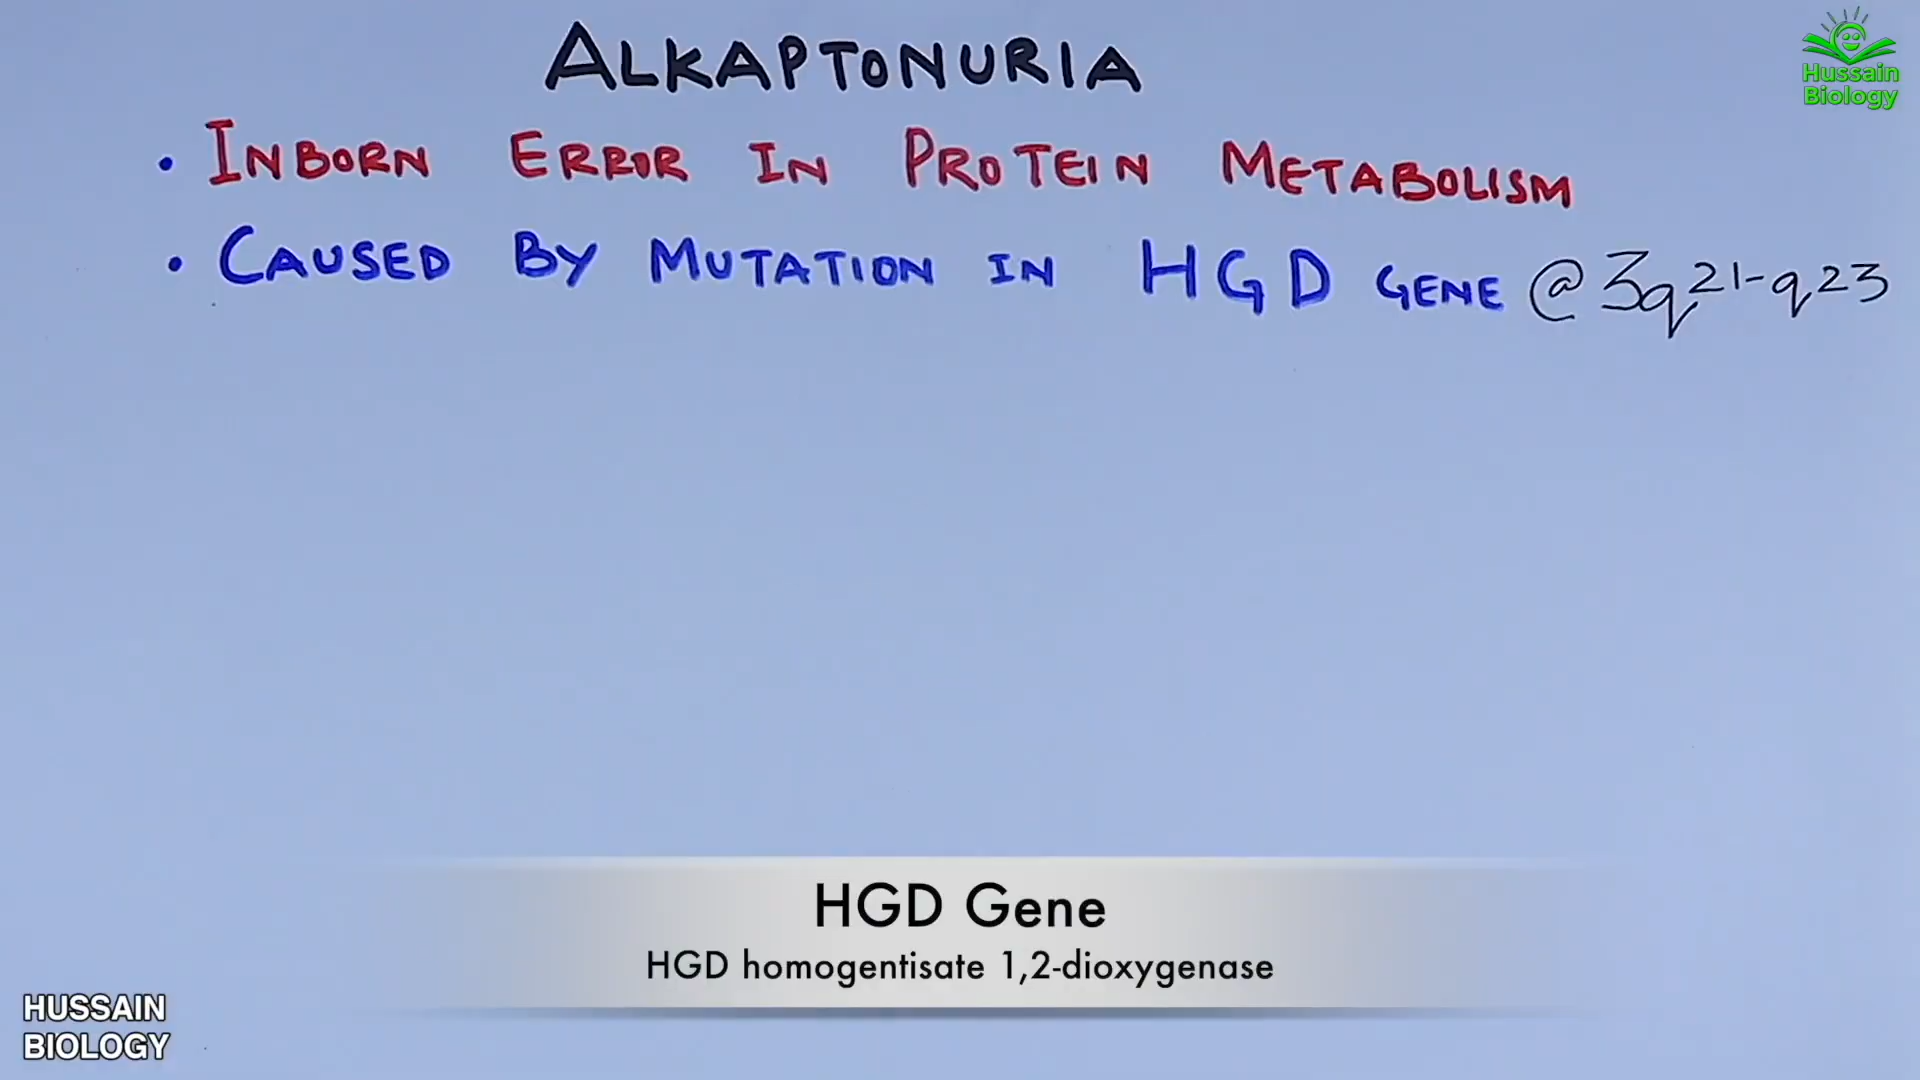 ALKAPTONURIA
Hussain
Biology
• INBORN ERROR IN PROTEIN METABOLISM
• CAUSED BY MUTATION IN HGD GENE @ 3q21-q23
HGD Gene
HGD homogentisate 1,2-dioxygenase
HUSSAIN
BIOLOGY